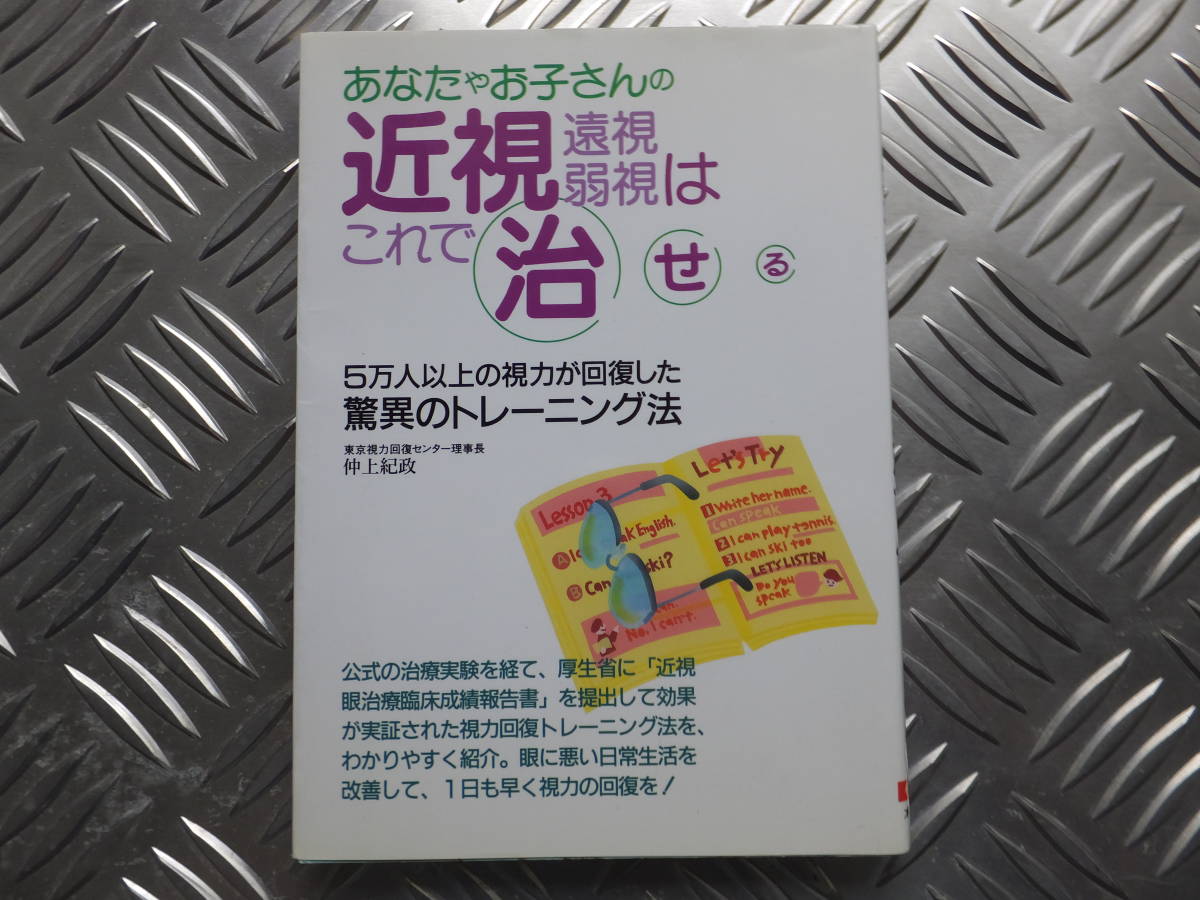 あなたやお子さんの
近視遠視弱視は
これで治せる
5万人以上の視力が回復した
驚異のトレーニング法
東京視力回復センター理事長
仲上紀政
Lesson 3
English.
Can ski?
No, I can't.
Let's Try
1 Write her name.
Can speak
2 I can play tennis.
3 I can ski too
LET'S LISTEN
Do you
speak
公式の治療実験を経て、厚生省に「近視
眼治療臨床成績報告書」を提出して効果
が実証された視力回復トレーニング法を、
わかりやすく紹介。眼に悪い日常生活を
改善して、1日も早く視力の回復を！